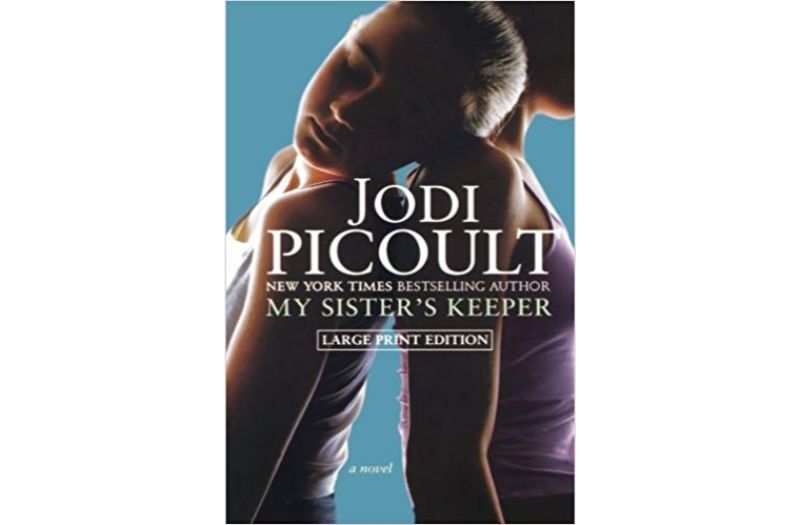 JODI
PICOULT
NEW YORK TIMES BESTSELLING AUTHOR
MY SISTER'S KEEPER
LARGE PRINT EDITION
a novel